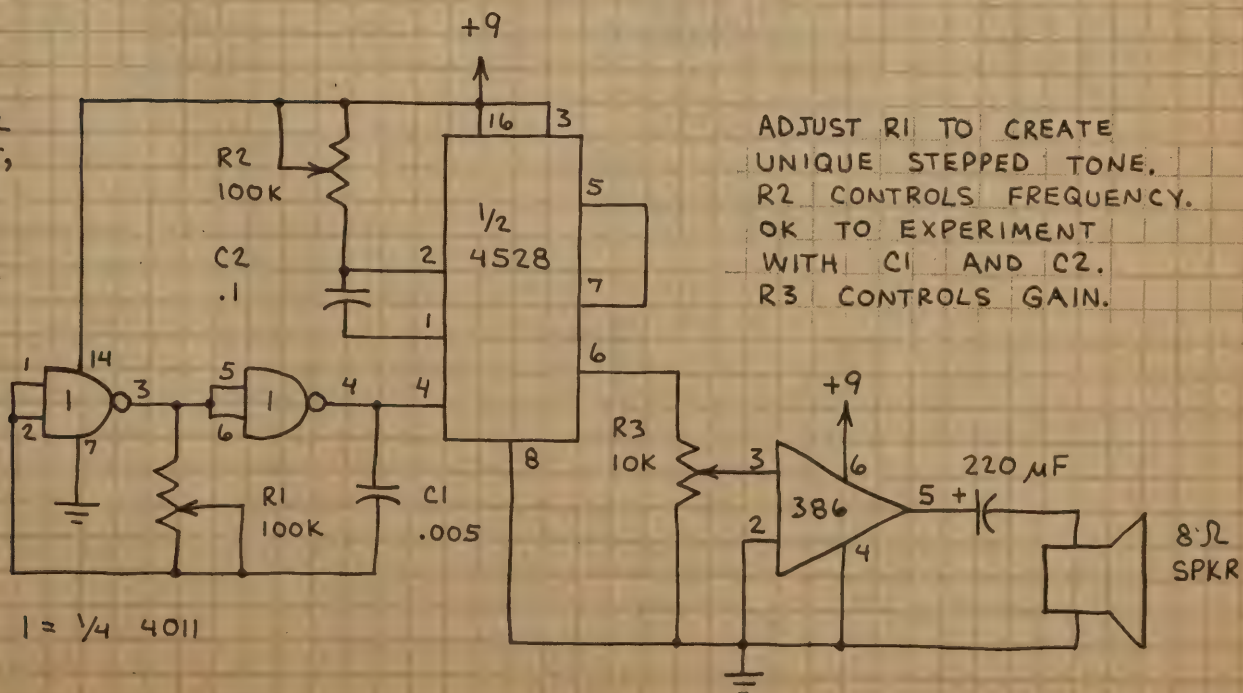 +9
16 3
R2
100K
½
4528
5
7
6
C2
.1
2
1
4
8
ADJUST R1 TO CREATE
UNIQUE STEPPED TONE.
R2 CONTROLS FREQUENCY.
OK TO EXPERIMENT
WITH C1 AND C2.
R3 CONTROLS GAIN.
1
2
14
1
3
7
5
6
1
4
R1
100K
C1
.005
R3
10K
+9
3
6
386
2
4
5 +
220 µF
8Ω
SPKR
1 = ¼ 4011